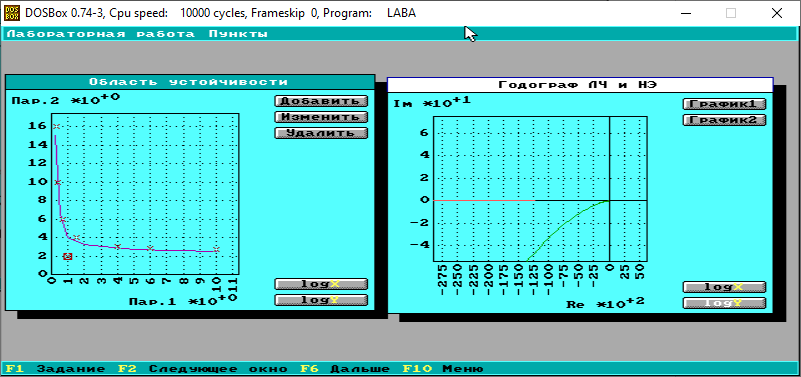 DOSBox 0.74-3, Cpu speed: 10000 cycles, Frameskip 0, Program: LABA
Лабораторная работа Пункты
Область устойчивости
Пар.2 *10+0
Добавить
Изменить
Удалить
16
14
12
10
8
6
4
2
0
0 1 2 3 4 5 6 7 8 9 10 11
Пар.1 *10+0
logX
logY
Годограф ЛЧ и НЭ
Im *10+1
График1
График2
6
4
2
0
-2
-4
-275 -250 -225 -200 -175 -150 -125 -100 -75 -50 -25 0 25 50
Re *10+2
logX
logY
F1 Задание F2 Следующее окно F6 Дальше F10 Меню